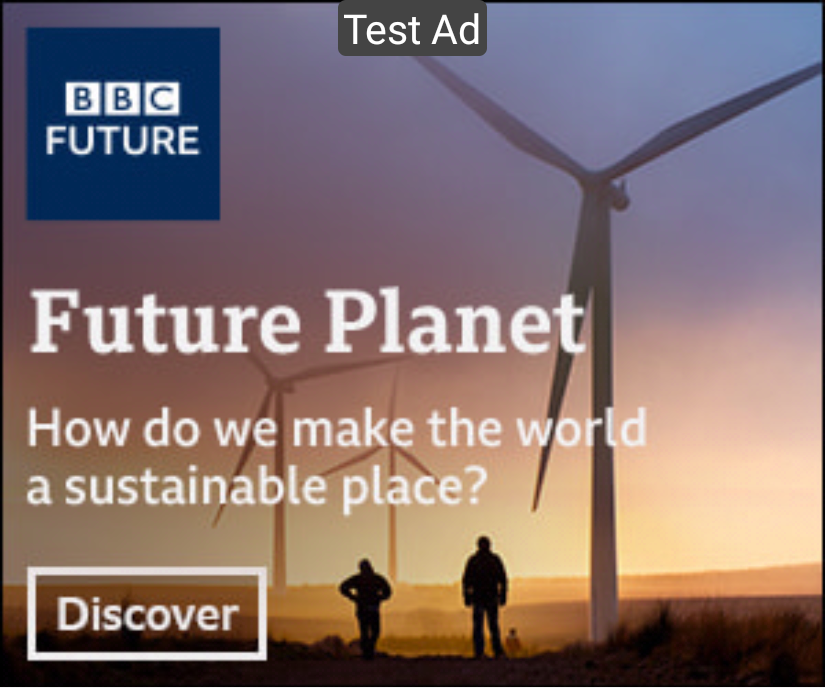 Test Ad
BBC
FUTURE
Future Planet
How do we make the world
a sustainable place?
Discover